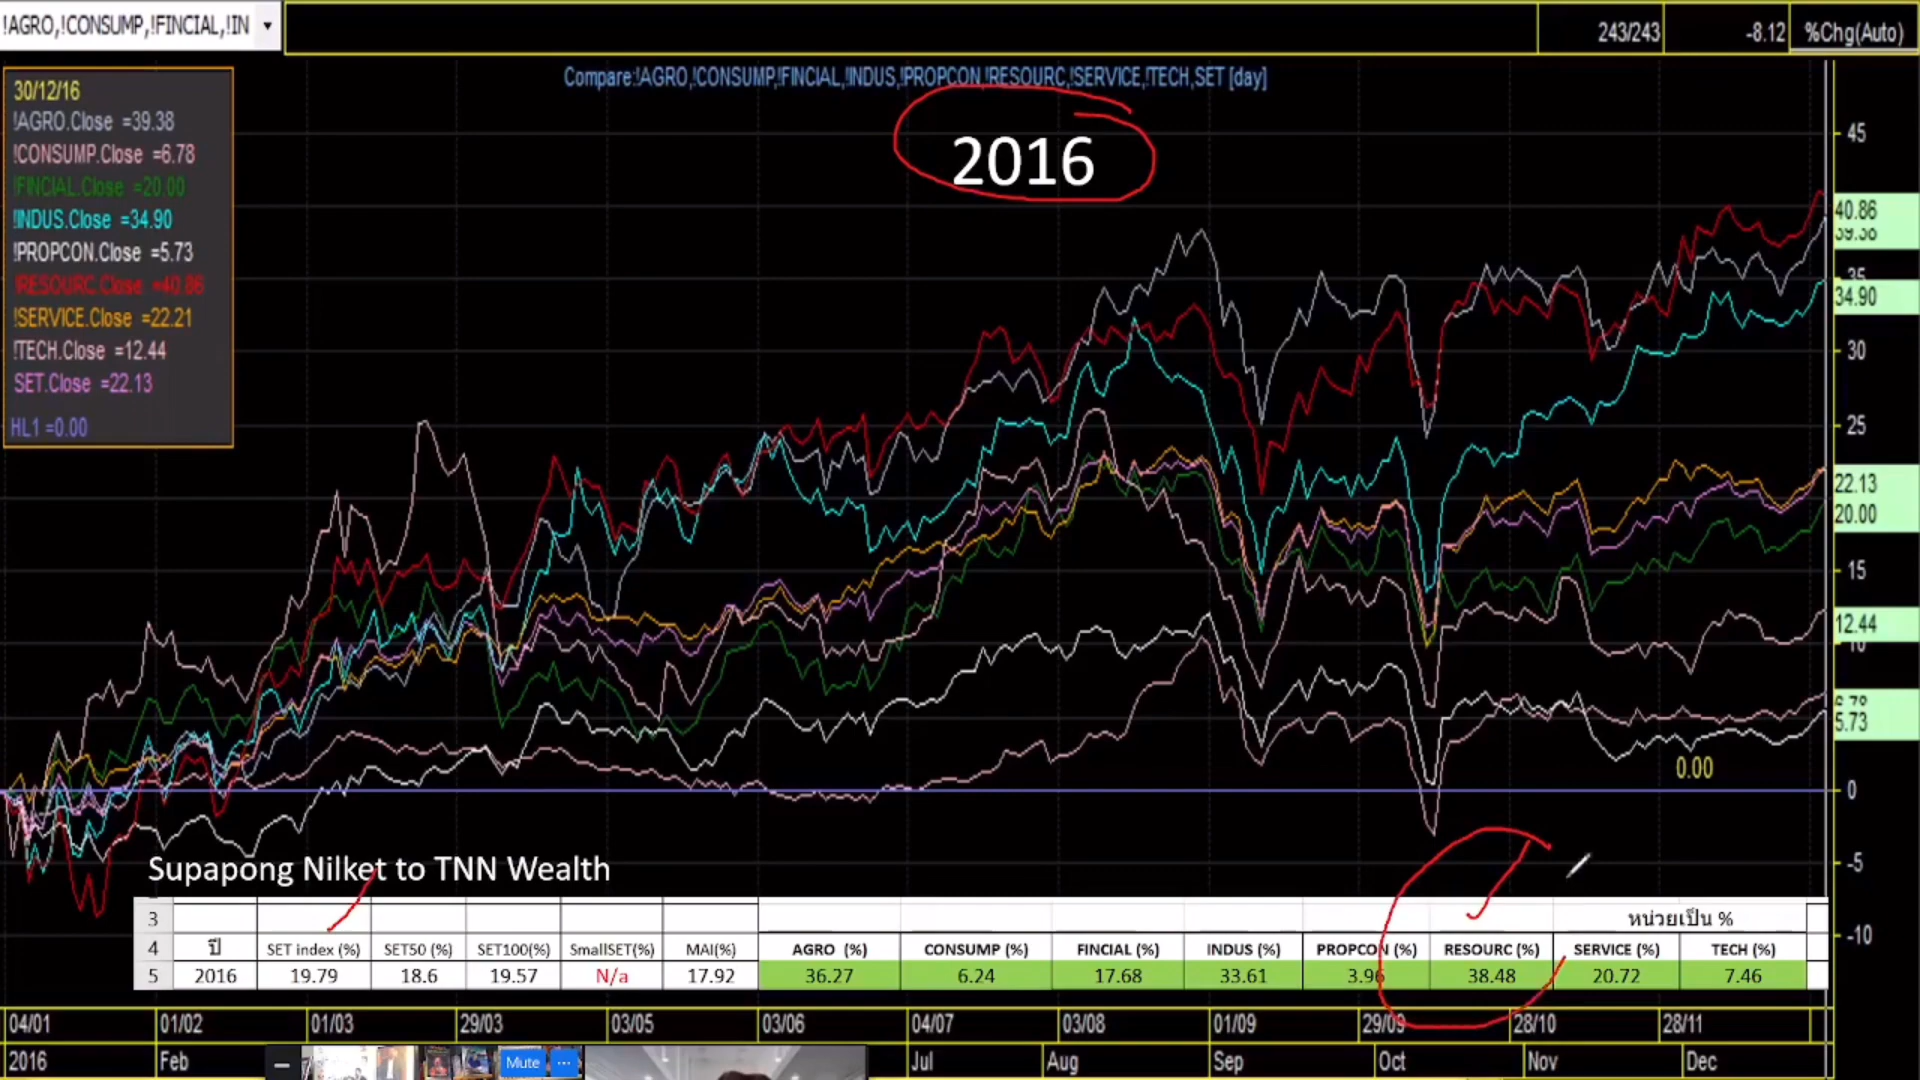 !AGRO,!CONSUMP,!FINCIAL,!IN
243/243 -8.12 %Chg(Auto)
Compare:!AGRO,!CONSUMP,!FINCIAL,!INDUS,!PROPCON,!RESOURC,!SERVICE,!TECH,SET [day]
30/12/16
!AGRO.Close =39.38
!CONSUMP.Close =6.78
!FINCIAL.Close =20.00
!INDUS.Close =34.90
!PROPCON.Close =5.73
!RESOURC.Close =40.86
!SERVICE.Close =22.21
!TECH.Close =12.44
SET.Close =22.13
HL1 =0.00
2016
45
40.86
39.38
35
34.90
30
25
22.13
20.00
15
12.44
10
6.78
5.73
0.00
0
-5
-10
Supapong Nilket to TNN Wealth
3 หน่วยเป็น %
4 ปี SET index (%) SET50 (%) SET100(%) SmallSET(%) MAI(%) AGRO (%) CONSUMP (%) FINCIAL (%) INDUS (%) PROPCON (%) RESOURC (%) SERVICE (%) TECH (%)
5 2016 19.79 18.6 19.57 N/a 17.92 36.27 6.24 17.68 33.61 3.96 38.48 20.72 7.46
04/01 01/02 01/03 29/03 03/05 03/06 04/07 03/08 01/09 29/09 28/10 28/11
2016 Feb Jul Aug Sep Oct Nov Dec
Mute ...